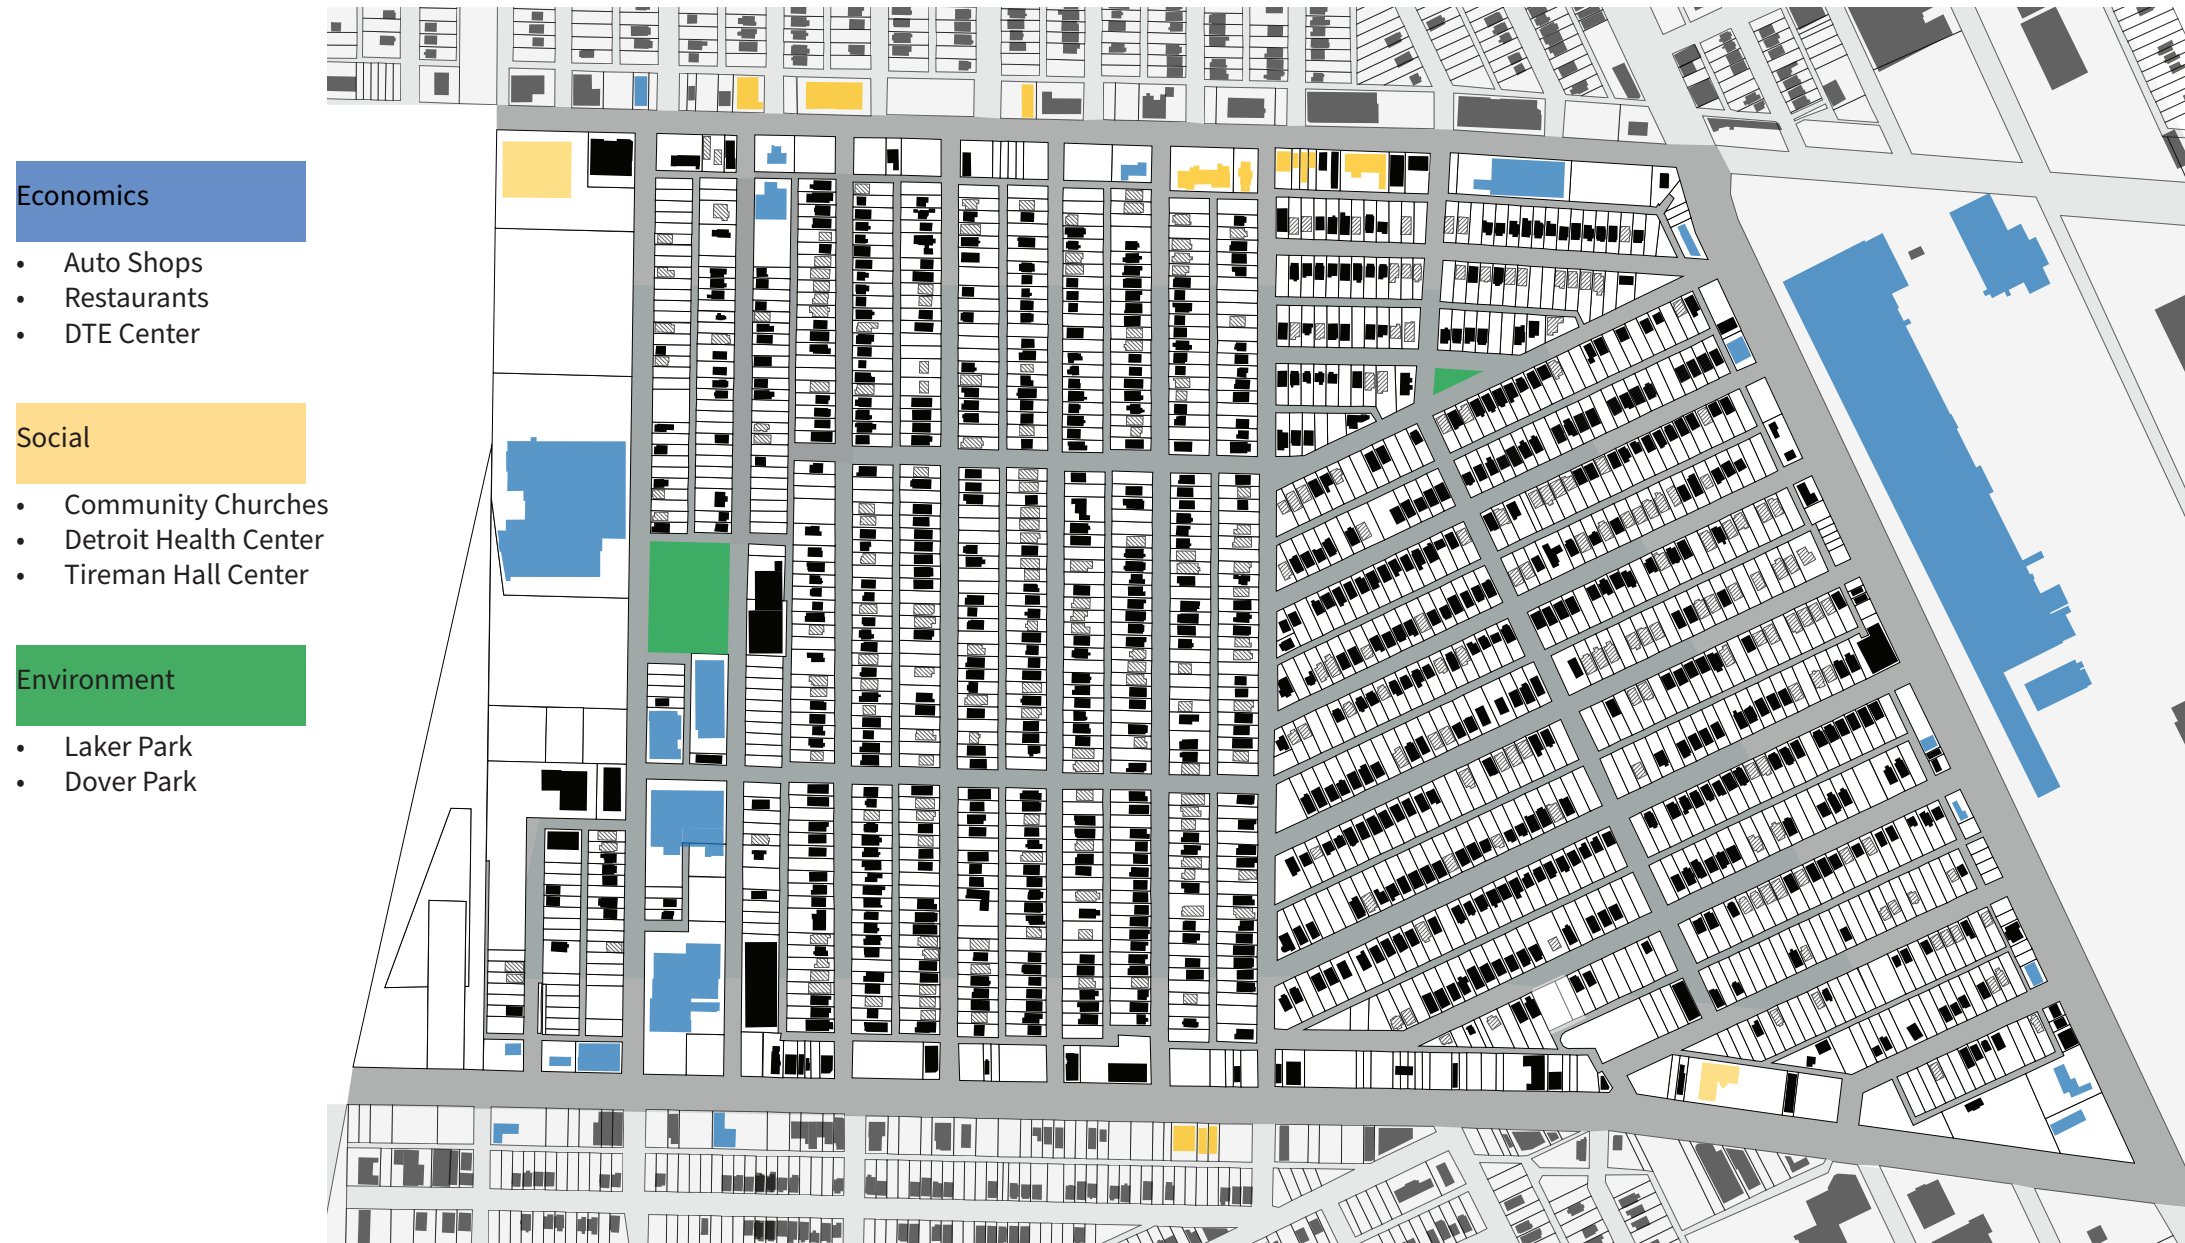 Economics
• Auto Shops
• Restaurants
• DTE Center
Social
• Community Churches
• Detroit Health Center
• Tireman Hall Center
Environment
• Laker Park
• Dover Park